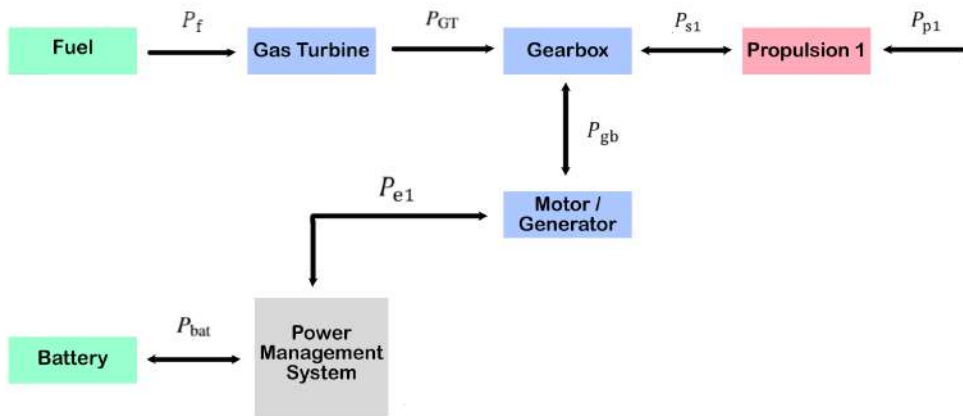 P_f
P_GT
P_s1
P_p1
Fuel
Gas Turbine
Gearbox
Propulsion 1
P_gb
P_e1
Motor /
Generator
P_bat
Battery
Power
Management
System